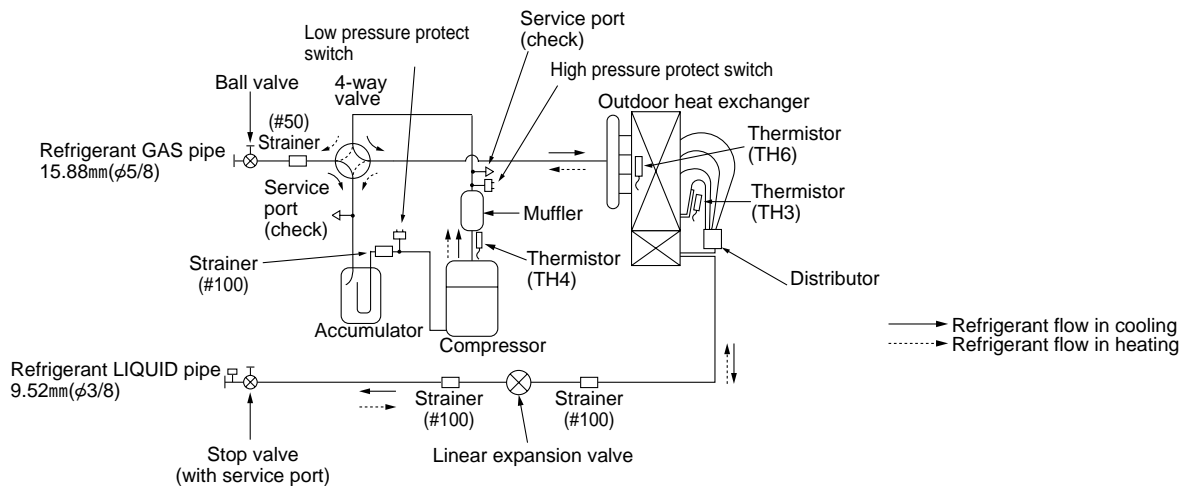 Service port
(check)
Low pressure protect
switch
High pressure protect switch
Ball valve
4-way
valve
Outdoor heat exchanger
(#50)
Strainer
Thermistor
(TH6)
Refrigerant GAS pipe
15.88mm(ϕ5/8)
Service
port
(check)
Thermistor
(TH3)
Muffler
Strainer
(#100)
Thermistor
(TH4)
Distributor
Accumulator
Compressor
Refrigerant flow in cooling
Refrigerant flow in heating
Refrigerant LIQUID pipe
9.52mm(ϕ3/8)
Strainer
(#100)
Strainer
(#100)
Stop valve
(with service port)
Linear expansion valve